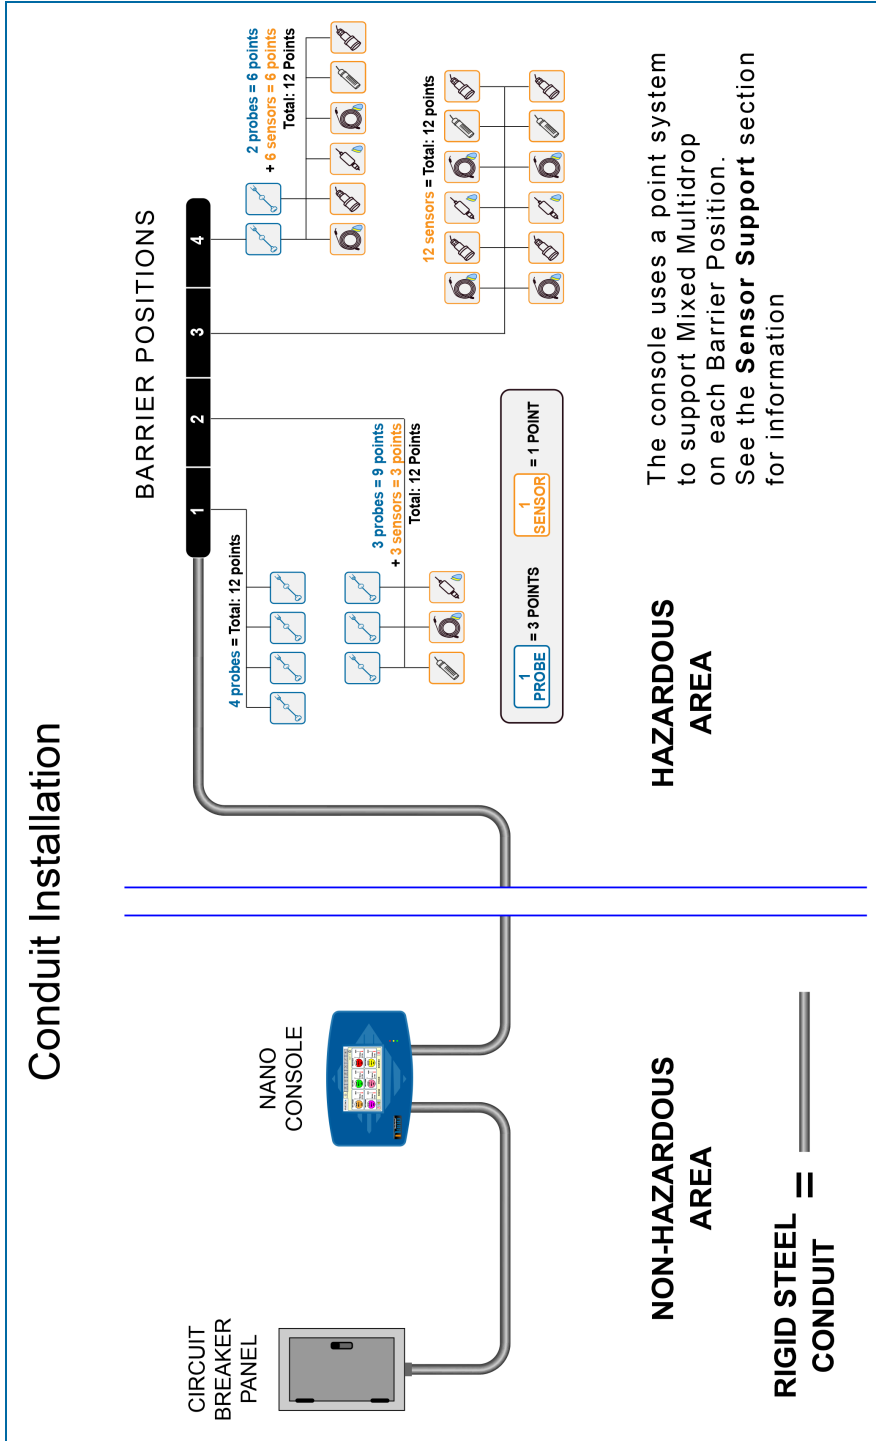 Conduit Installation
CIRCUIT
BREAKER
PANEL
NANO
CONSOLE
BARRIER POSITIONS
1
2
3
4
4 probes = Total: 12 points
3 probes = 9 points
+ 3 sensors = 3 points
Total: 12 Points
2 probes = 6 points
+ 6 sensors = 6 points
Total: 12 Points
12 sensors = Total: 12 points
1
PROBE
= 3 POINTS
1
SENSOR
= 1 POINT
NON-HAZARDOUS
AREA
HAZARDOUS
AREA
The console uses a point system
to support Mixed Multidrop
on each Barrier Position.
See the Sensor Support section
for information
RIGID STEEL
CONDUIT
=